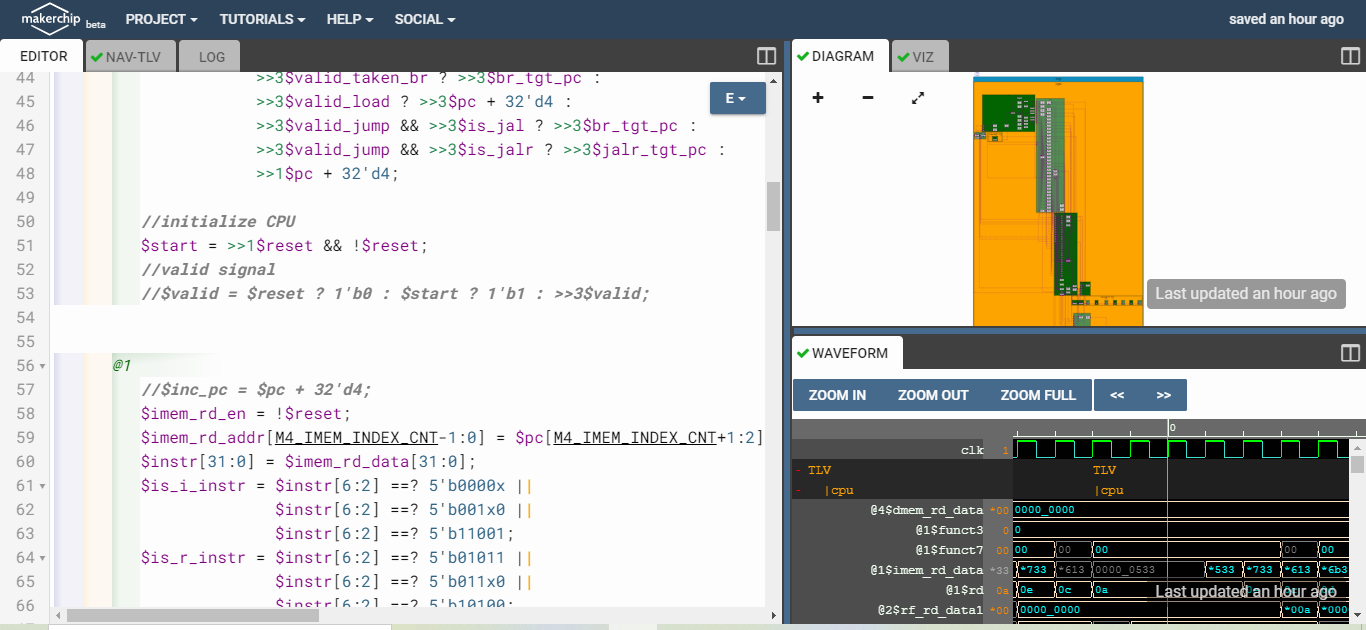 makerchip beta PROJECT TUTORIALS HELP SOCIAL saved an hour ago
EDITOR NAV-TLV LOG
44 >>3$valid_taken_br ? >>3$br_tgt_pc :
45 >>3$valid_load ? >>3$pc + 32'd4 :
46 >>3$valid_jump && >>3$is_jal ? >>3$br_tgt_pc :
47 >>3$valid_jump && >>3$is_jalr ? >>3$jalr_tgt_pc :
48 >>1$pc + 32'd4;
49
50 //initialize CPU
51 $start = >>1$reset && !$reset;
52 //valid signal
53 //$valid = $reset ? 1'b0 : $start ? 1'b1 : >>3$valid;
54
55
56 @1
57 //$inc_pc = $pc + 32'd4;
58 $imem_rd_en = !$reset;
59 $imem_rd_addr[M4_IMEM_INDEX_CNT-1:0] = $pc[M4_IMEM_INDEX_CNT+1:2]
60 $instr[31:0] = $imem_rd_data[31:0];
61 $is_i_instr = $instr[6:2] ==? 5'b0000x ||
62 $instr[6:2] ==? 5'b001x0 ||
63 $instr[6:2] ==? 5'b11001;
64 $is_r_instr = $instr[6:2] ==? 5'b01011 ||
65 $instr[6:2] ==? 5'b011x0 ||
66 $instr[6:2] ==? 5'b10100;
E
DIAGRAM VIZ
+ −
Last updated an hour ago
WAVEFORM
ZOOM IN ZOOM OUT ZOOM FULL << >>
0
clk 1
- TLV TLV
- |cpu |cpu
@4$dmem_rd_data *00 0000_0000
@1$funct3 0 0
@1$funct7 00 00 00 00 00 00
@1$imem_rd_data *33 *733 *613 0000_0533 *533 *733 *613 *6b3
@1$rd 0a 0e 0c 0a
Last updated an hour ago
@2$rf_rd_data1 *00 0000_0000 *00a *000